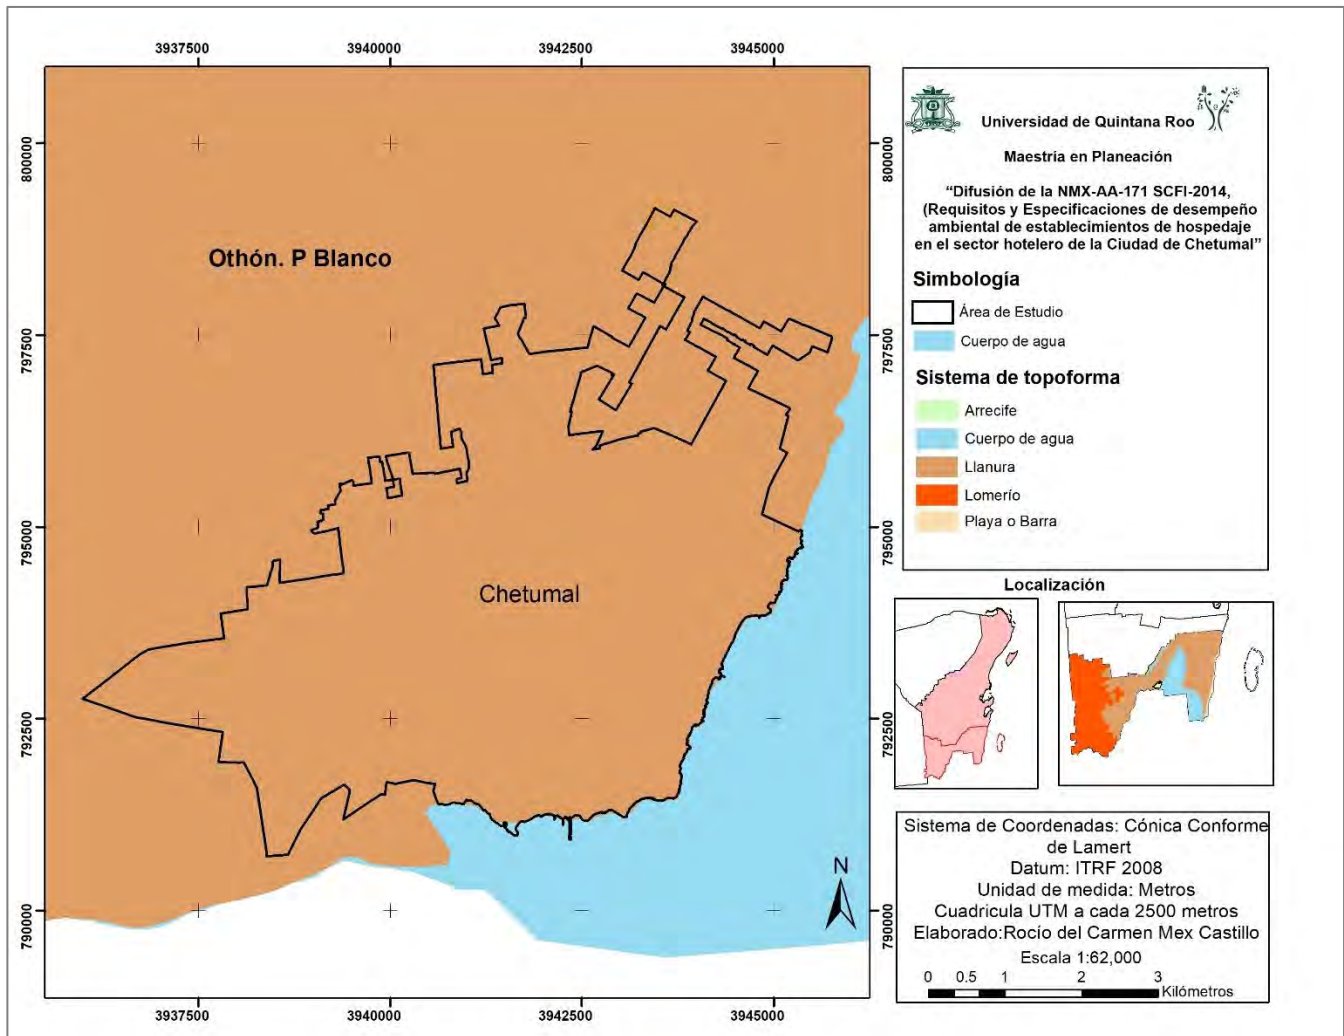 3937500 3940000 3942500 3945000
800000 800000
797500 797500
795000 795000
792500 792500
790000 790000
Othón. P Blanco
Chetumal
N
3937500 3940000 3942500 3945000
Universidad de Quintana Roo
Maestría en Planeación
“Difusión de la NMX-AA-171 SCFI-2014,
(Requisitos y Especificaciones de desempeño
ambiental de establecimientos de hospedaje
en el sector hotelero de la Ciudad de Chetumal”
Simbología
Área de Estudio
Cuerpo de agua
Sistema de topoforma
Arrecife
Cuerpo de agua
Llanura
Lomerío
Playa o Barra
Localización
Sistema de Coordenadas: Cónica Conforme
de Lamert
Datum: ITRF 2008
Unidad de medida: Metros
Cuadricula UTM a cada 2500 metros
Elaborado:Rocío del Carmen Mex Castillo
Escala 1:62,000
0 0.5 1 2 3
Kilómetros